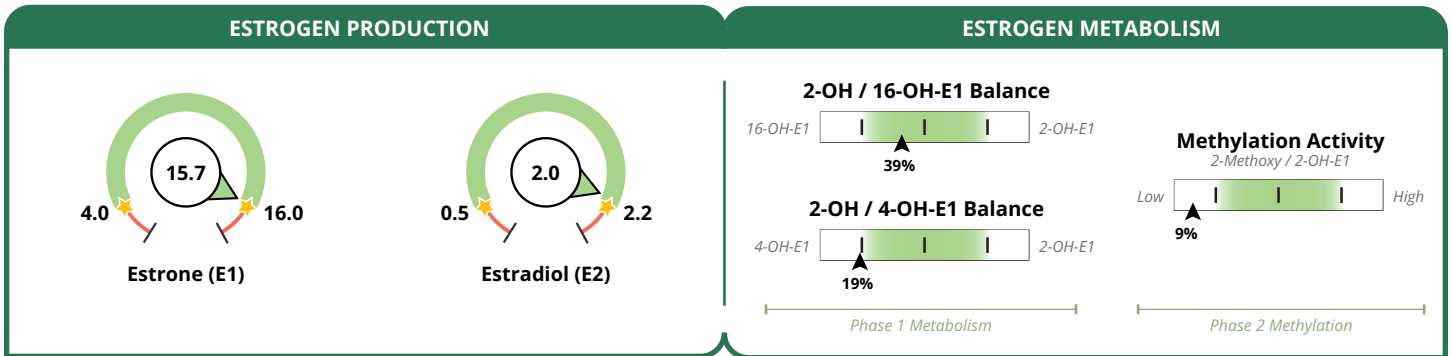 ESTROGEN PRODUCTION
15.7
4.0
16.0
Estrone (E1)
2.0
0.5
2.2
Estradiol (E2)
ESTROGEN METABOLISM
2-OH / 16-OH-E1 Balance
16-OH-E1
2-OH-E1
39%
2-OH / 4-OH-E1 Balance
4-OH-E1
2-OH-E1
19%
Phase 1 Metabolism
Methylation Activity
2-Methoxy / 2-OH-E1
Low
High
9%
Phase 2 Methylation